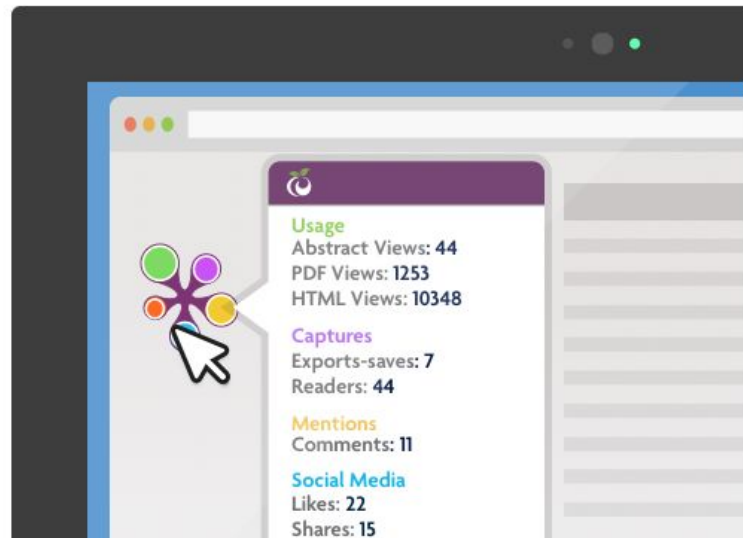 Usage
Abstract Views: 44
PDF Views: 1253
HTML Views: 10348
Captures
Exports-saves: 7
Readers: 44
Mentions
Comments: 11
Social Media
Likes: 22
Shares: 15